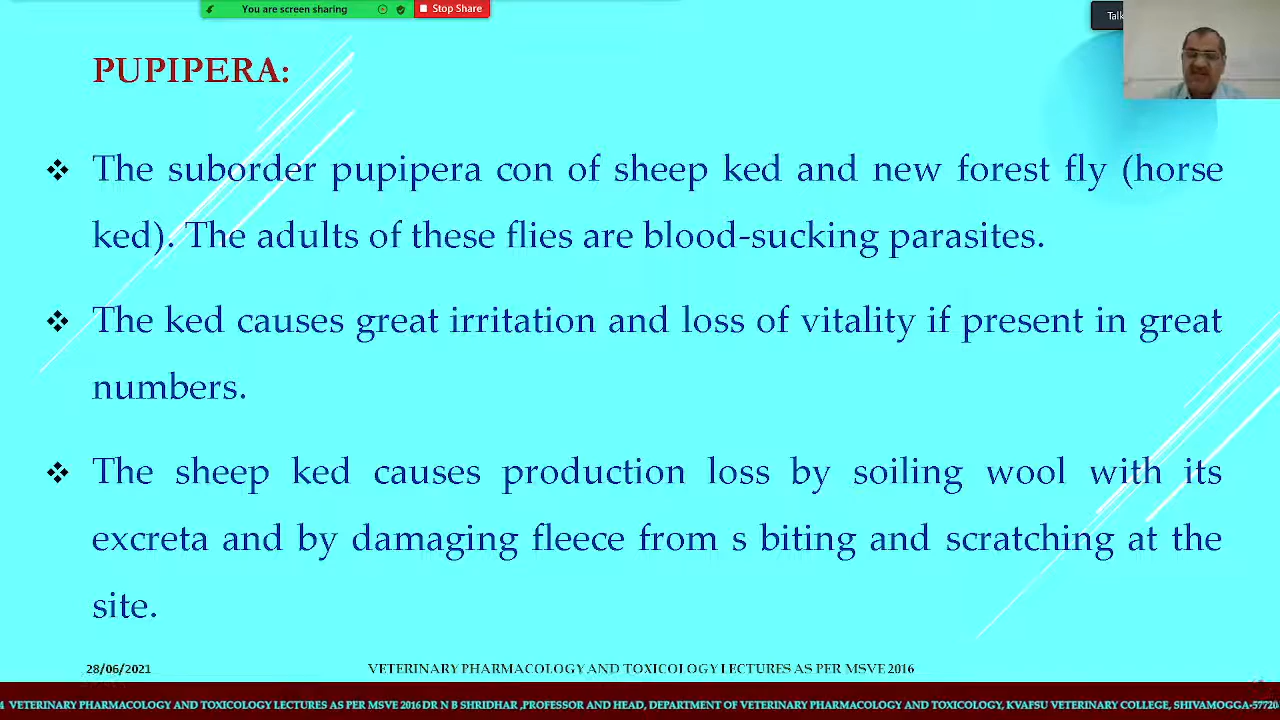 You are screen sharing
Stop Share
PUPIPERA:
The suborder pupipera con of sheep ked and new forest fly (horse
ked). The adults of these flies are blood-sucking parasites.
The ked causes great irritation and loss of vitality if present in great
numbers.
The sheep ked causes production loss by soiling wool with its
excreta and by damaging fleece from s biting and scratching at the
site.
28/06/2021
VETERINARY PHARMACOLOGY AND TOXICOLOGY LECTURES AS PER MSVE 2016
4 VETERINARY PHARMACOLOGY AND TOXICOLOGY LECTURES AS PER MSVE 2016 DR N B SHRIDHAR ,PROFESSOR AND HEAD, DEPARTMENT OF VETERINARY PHARMACOLOGY AND TOXICOLOGY, KVAFSU VETERINARY COLLEGE, SHIVAMOGGA-